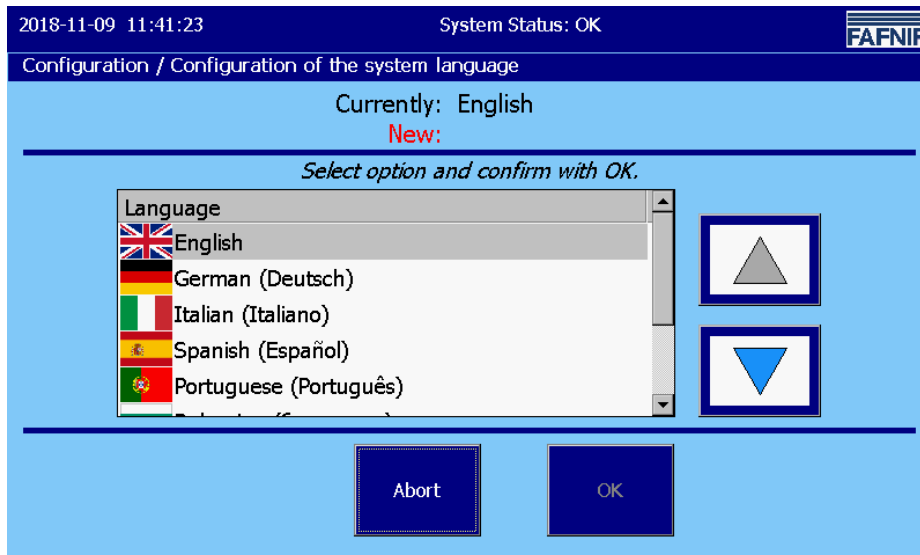 2018-11-09 11:41:23 System Status: OK
FAFNIR
Configuration / Configuration of the system language
Currently: English
New:
Select option and confirm with OK.
Language
English
German (Deutsch)
Italian (Italiano)
Spanish (Español)
Portuguese (Português)
Abort OK